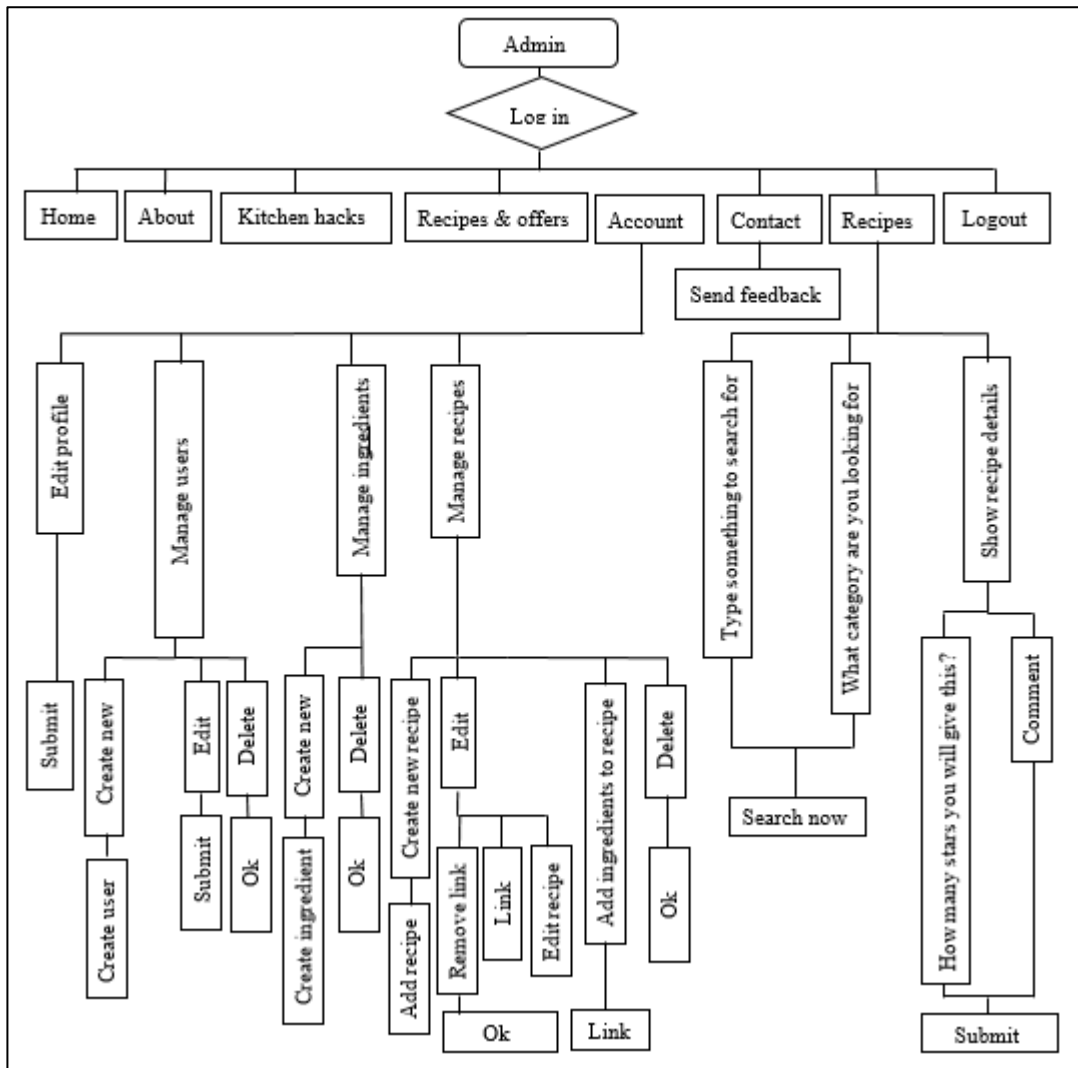 Admin
Log in
Home
About
Kitchen hacks
Recipes & offers
Account
Contact
Recipes
Logout
Send feedback
Edit profile
Manage users
Manage ingredients
Manage recipes
Type something to search for
What category are you looking for
Show recipe details
Submit
Create new
Edit
Delete
Create new
Delete
Create new recipe
Edit
Add ingredients to recipe
Delete
How many stars you will give this?
Comment
Search now
Create user
Submit
Ok
Create ingredient
Ok
Add recipe
Remove link
Link
Edit recipe
Ok
Ok
Link
Submit